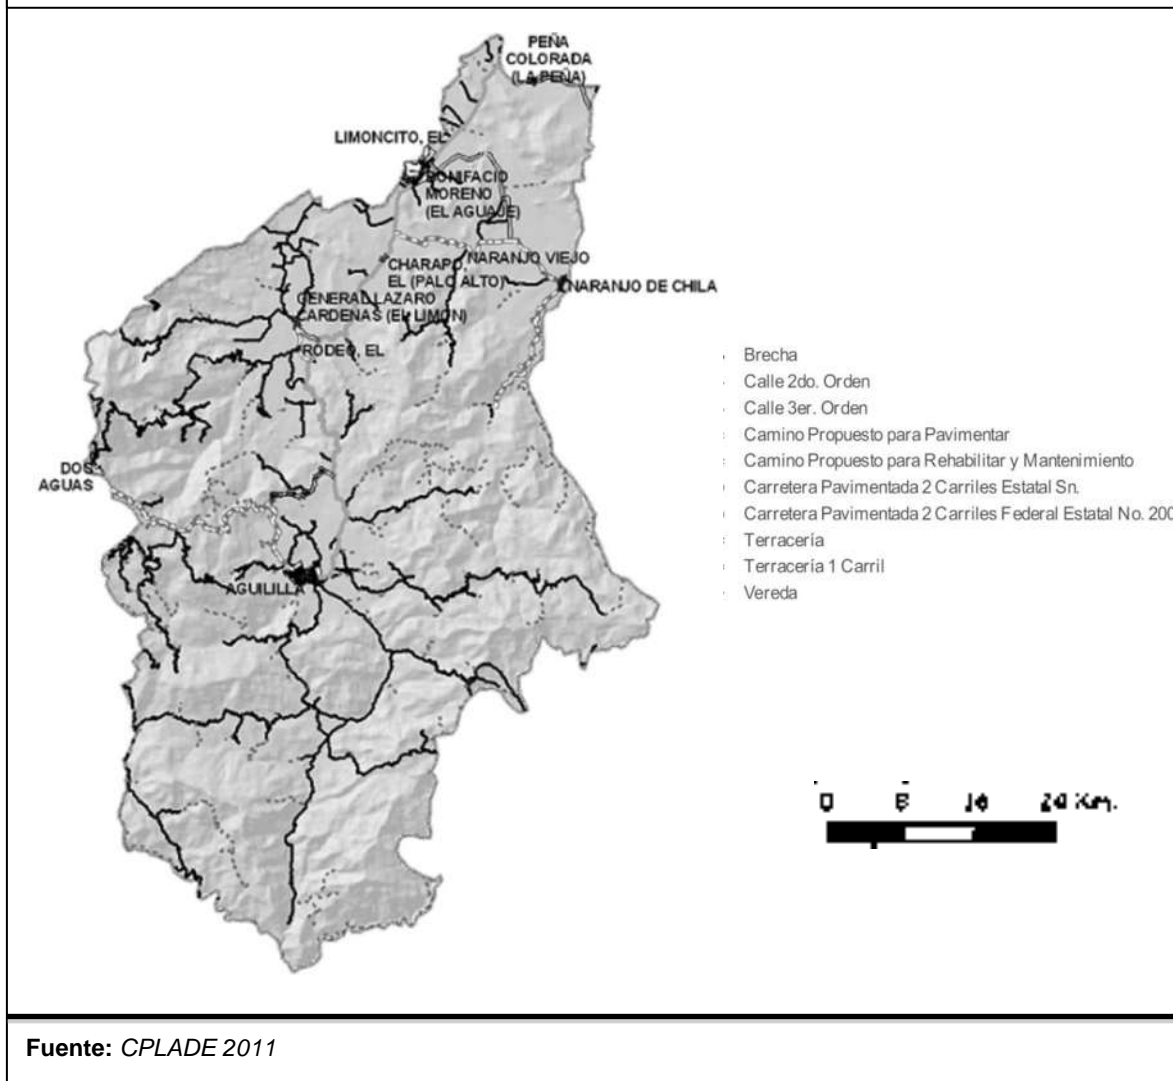 PEÑA
COLORADA
(LA PEÑA)
LIMONCITO, EL
BONIFACIO
MORENO
(EL AGUAJE)
NARANJO VIEJO
CHARAPO,
EL (PALO ALTO)
NARANJO DE CHILA
GENERAL LAZARO
CARDENAS (EL LIMON)
RODEO, EL
DOS
AGUAS
AGUILILLA
Brecha
Calle 2do. Orden
Calle 3er. Orden
Camino Propuesto para Pavimentar
Camino Propuesto para Rehabilitar y Mantenimiento
Carretera Pavimentada 2 Carriles Estatal Sn.
Carretera Pavimentada 2 Carriles Federal Estatal No. 200
Terracería
Terracería 1 Carril
Vereda
0 8 16 24 Km.
Fuente: CPLADE 2011